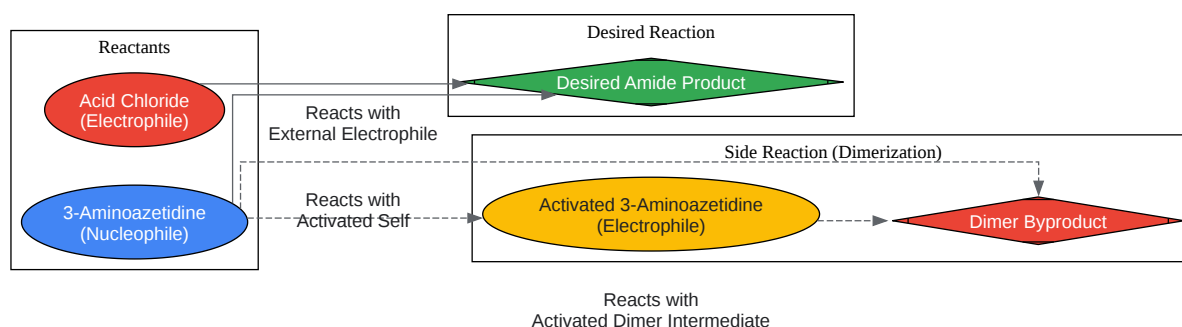 Reactants
Acid Chloride
(Electrophile)
3-Aminoazetidine
(Nucleophile)
Desired Reaction
Desired Amide Product
Reacts with
External Electrophile
Side Reaction (Dimerization)
Reacts with
Activated Self
Activated 3-Aminoazetidine
(Electrophile)
Dimer Byproduct
Reacts with
Activated Dimer Intermediate